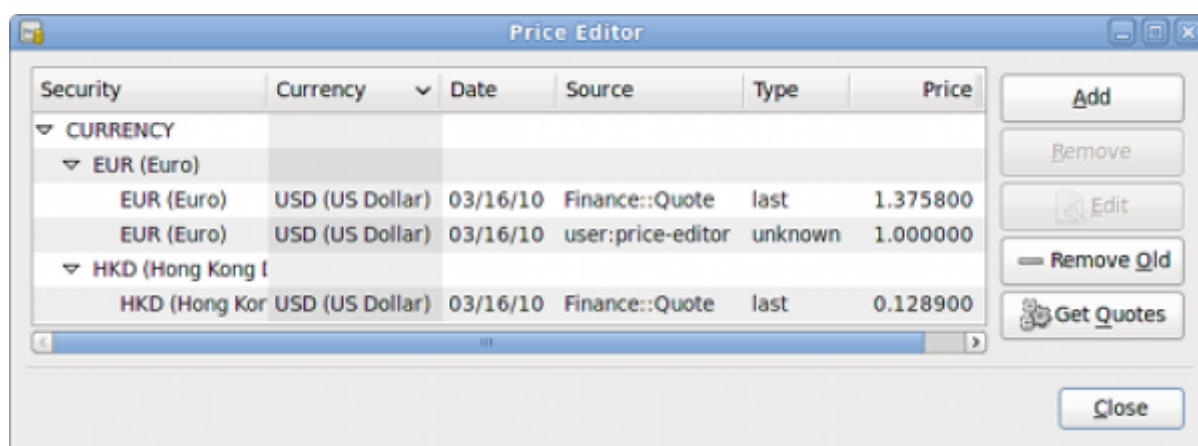 Price Editor
Security Currency Date Source Type Price
CURRENCY
EUR (Euro)
EUR (Euro) USD (US Dollar) 03/16/10 Finance::Quote last 1.375800
EUR (Euro) USD (US Dollar) 03/16/10 user:price-editor unknown 1.000000
HKD (Hong Kong
HKD (Hong Kor USD (US Dollar) 03/16/10 Finance::Quote last 0.128900
Add
Remove
Edit
Remove Old
Get Quotes
Close